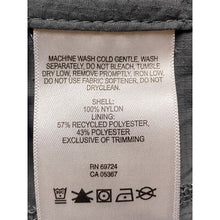 MACHINE WASH COLD GENTLE, WASH
SEPARATELY, DO NOT BLEACH, TUMBLE
DRY LOW, REMOVE PROMPTLY, IRON LOW,
DO NOT USE FABRIC SOFTENER, DO NOT
DRY CLEAN.
SHELL:
100% NYLON
LINING:
57% RECYCLED POLYESTER,
43% POLYESTER
EXCLUSIVE OF TRIMMING
RN 69724
CA 05367